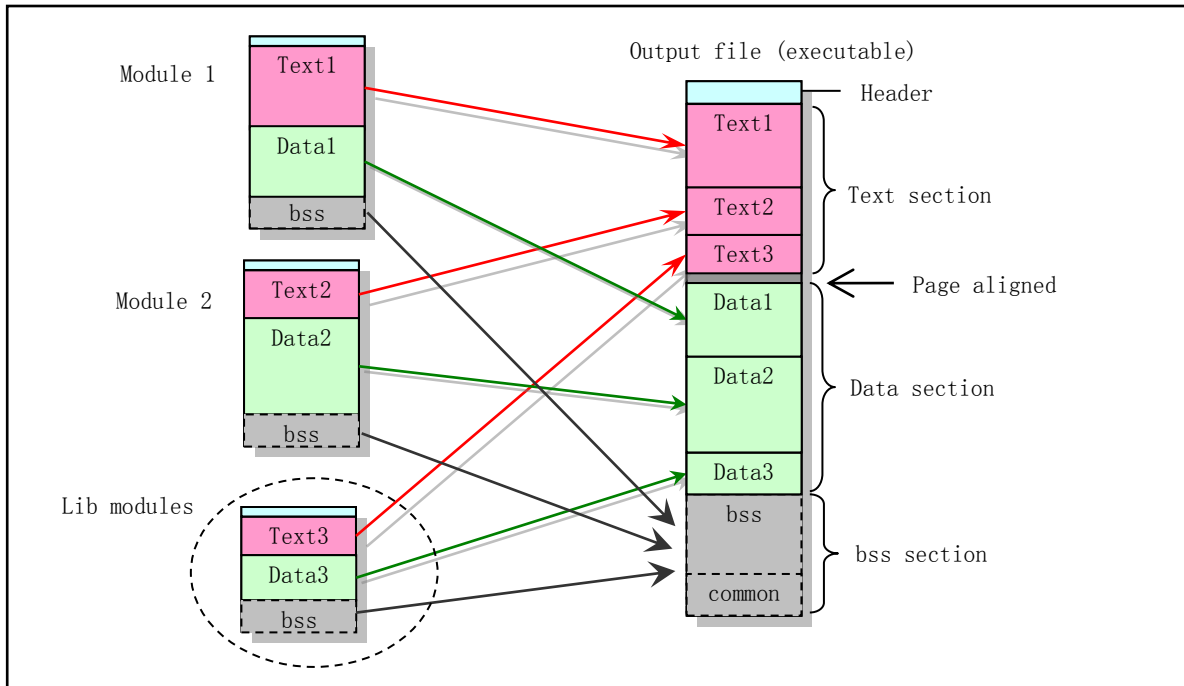 Module 1
Text1
Data1
bss
Module 2
Text2
Data2
bss
Lib modules
Text3
Data3
bss
Output file (executable)
Header
Text1
Text2
Text3
Text section
Page aligned
Data1
Data2
Data3
Data section
bss
common
bss section